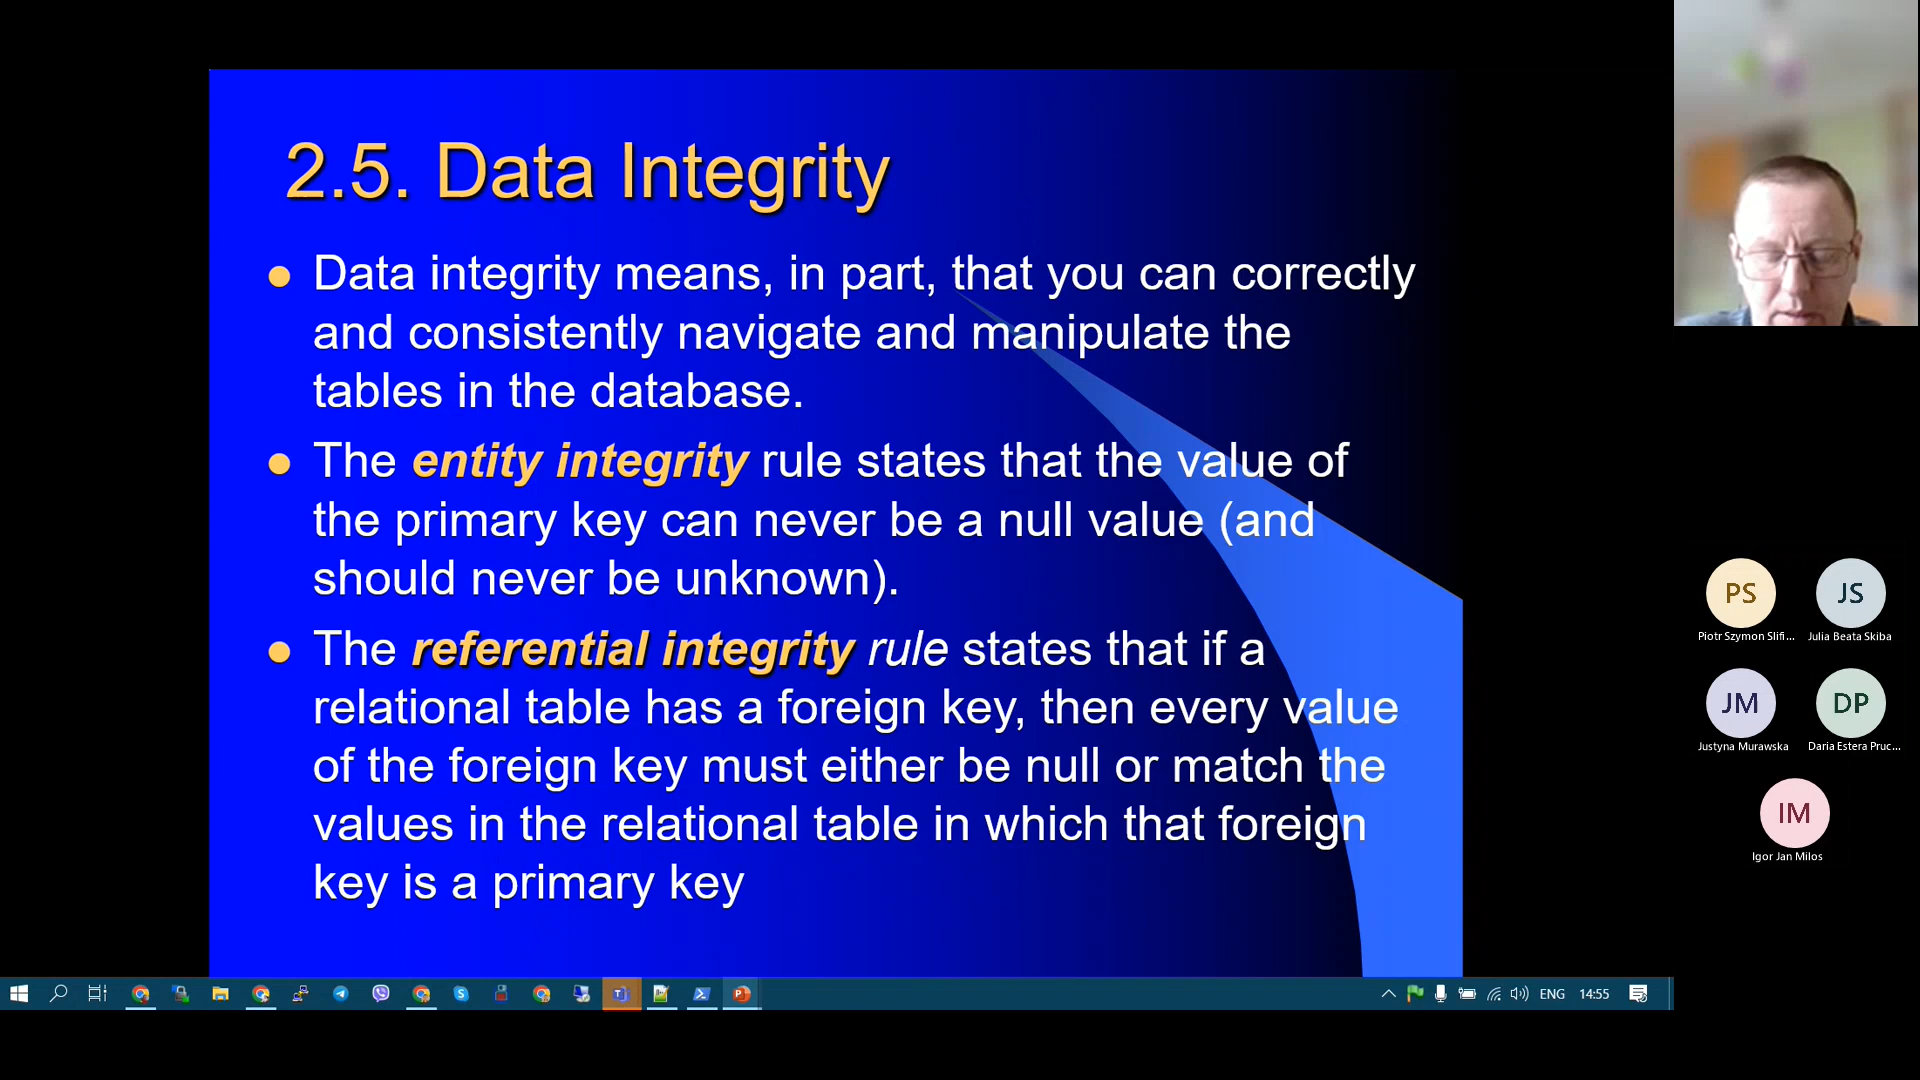 2.5. Data Integrity
Data integrity means, in part, that you can correctly
and consistently navigate and manipulate the
tables in the database.
The entity integrity rule states that the value of
the primary key can never be a null value (and
should never be unknown).
The referential integrity rule states that if a
relational table has a foreign key, then every value
of the foreign key must either be null or match the
values in the relational table in which that foreign
key is a primary key
PS
JS
Piotr Szymon Slifi...
Julia Beata Skiba
JM
DP
Justyna Murawska
Daria Estera Pruc...
IM
Igor Jan Milos
ENG
14:55